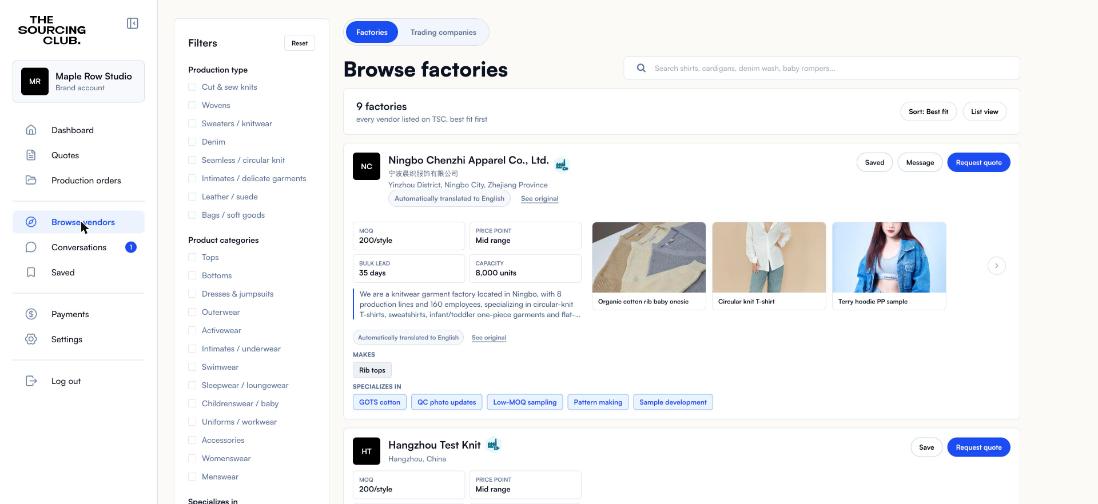 THE
SOURCING
CLUB.
MR
Maple Row Studio
Brand account
Dashboard
Quotes
Production orders
Browse vendors
Conversations
1
Saved
Payments
Settings
Log out
Filters
Reset
Production type
Cut & sew knits
Wovens
Sweaters / knitwear
Denim
Seamless / circular knit
Intimates / delicate garments
Leather / suede
Bags / soft goods
Product categories
Tops
Bottoms
Dresses & jumpsuits
Outerwear
Activewear
Intimates / underwear
Swimwear
Sleepwear / loungewear
Childrenswear / baby
Uniforms / workwear
Accessories
Womenswear
Menswear
Specializes in
Factories
Trading companies
Browse factories
Search shirts, cardigans, denim wash, baby rompers...
9 factories
every vendor listed on TSC, best fit first
Sort: Best fit
List view
NC
Ningbo Chenzhi Apparel Co., Ltd.
宁波晨织服饰有限公司
Yinzhou District, Ningbo City, Zhejiang Province
Automatically translated to English
See original
Saved
Message
Request quote
MOQ
200/style
PRICE POINT
Mid range
BULK LEAD
35 days
CAPACITY
8,000 units
We are a knitwear garment factory located in Ningbo, with 8
production lines and 160 employees, specializing in circular-knit
T-shirts, sweatshirts, infant/toddler one-piece garments and flat-...
Organic cotton rib baby onesie
Circular knit T-shirt
Terry hoodie PP sample
Automatically translated to English
See original
MAKES
Rib tops
SPECIALIZES IN
GOTS cotton
QC photo updates
Low-MOQ sampling
Pattern making
Sample development
HT
Hangzhou Test Knit
Hangzhou, China
Save
Request quote
MOQ
200/style
PRICE POINT
Mid range